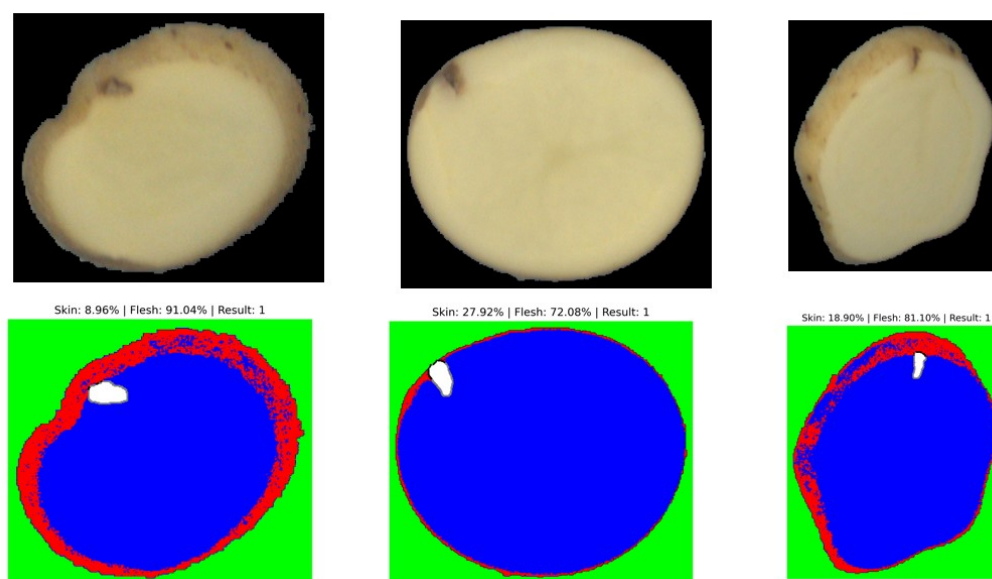 Skin: 8.96% | Flesh: 91.04% | Result: 1
Skin: 27.92% | Flesh: 72.08% | Result: 1
Skin: 18.90% | Flesh: 81.10% | Result: 1